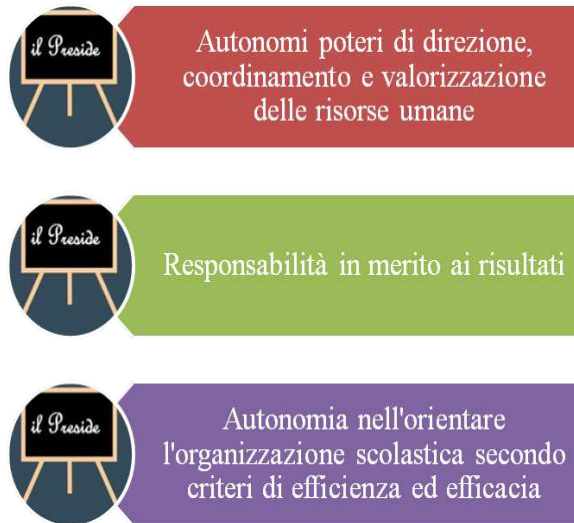 il Preside
Autonomi poteri di direzione,
coordinamento e valorizzazione
delle risorse umane
il Preside
Responsabilità in merito ai risultati
il Preside
Autonomia nell'orientare
l'organizzazione scolastica secondo
criteri di efficienza ed efficacia